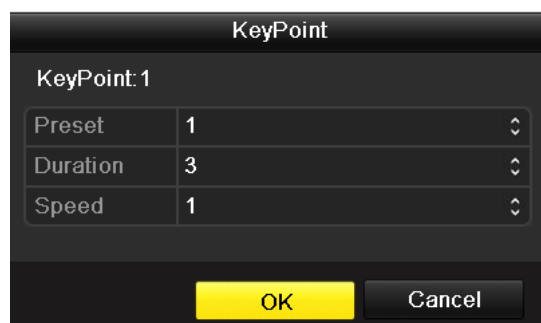 KeyPoint
KeyPoint:1
Preset 1
Duration 3
Speed 1
OK Cancel